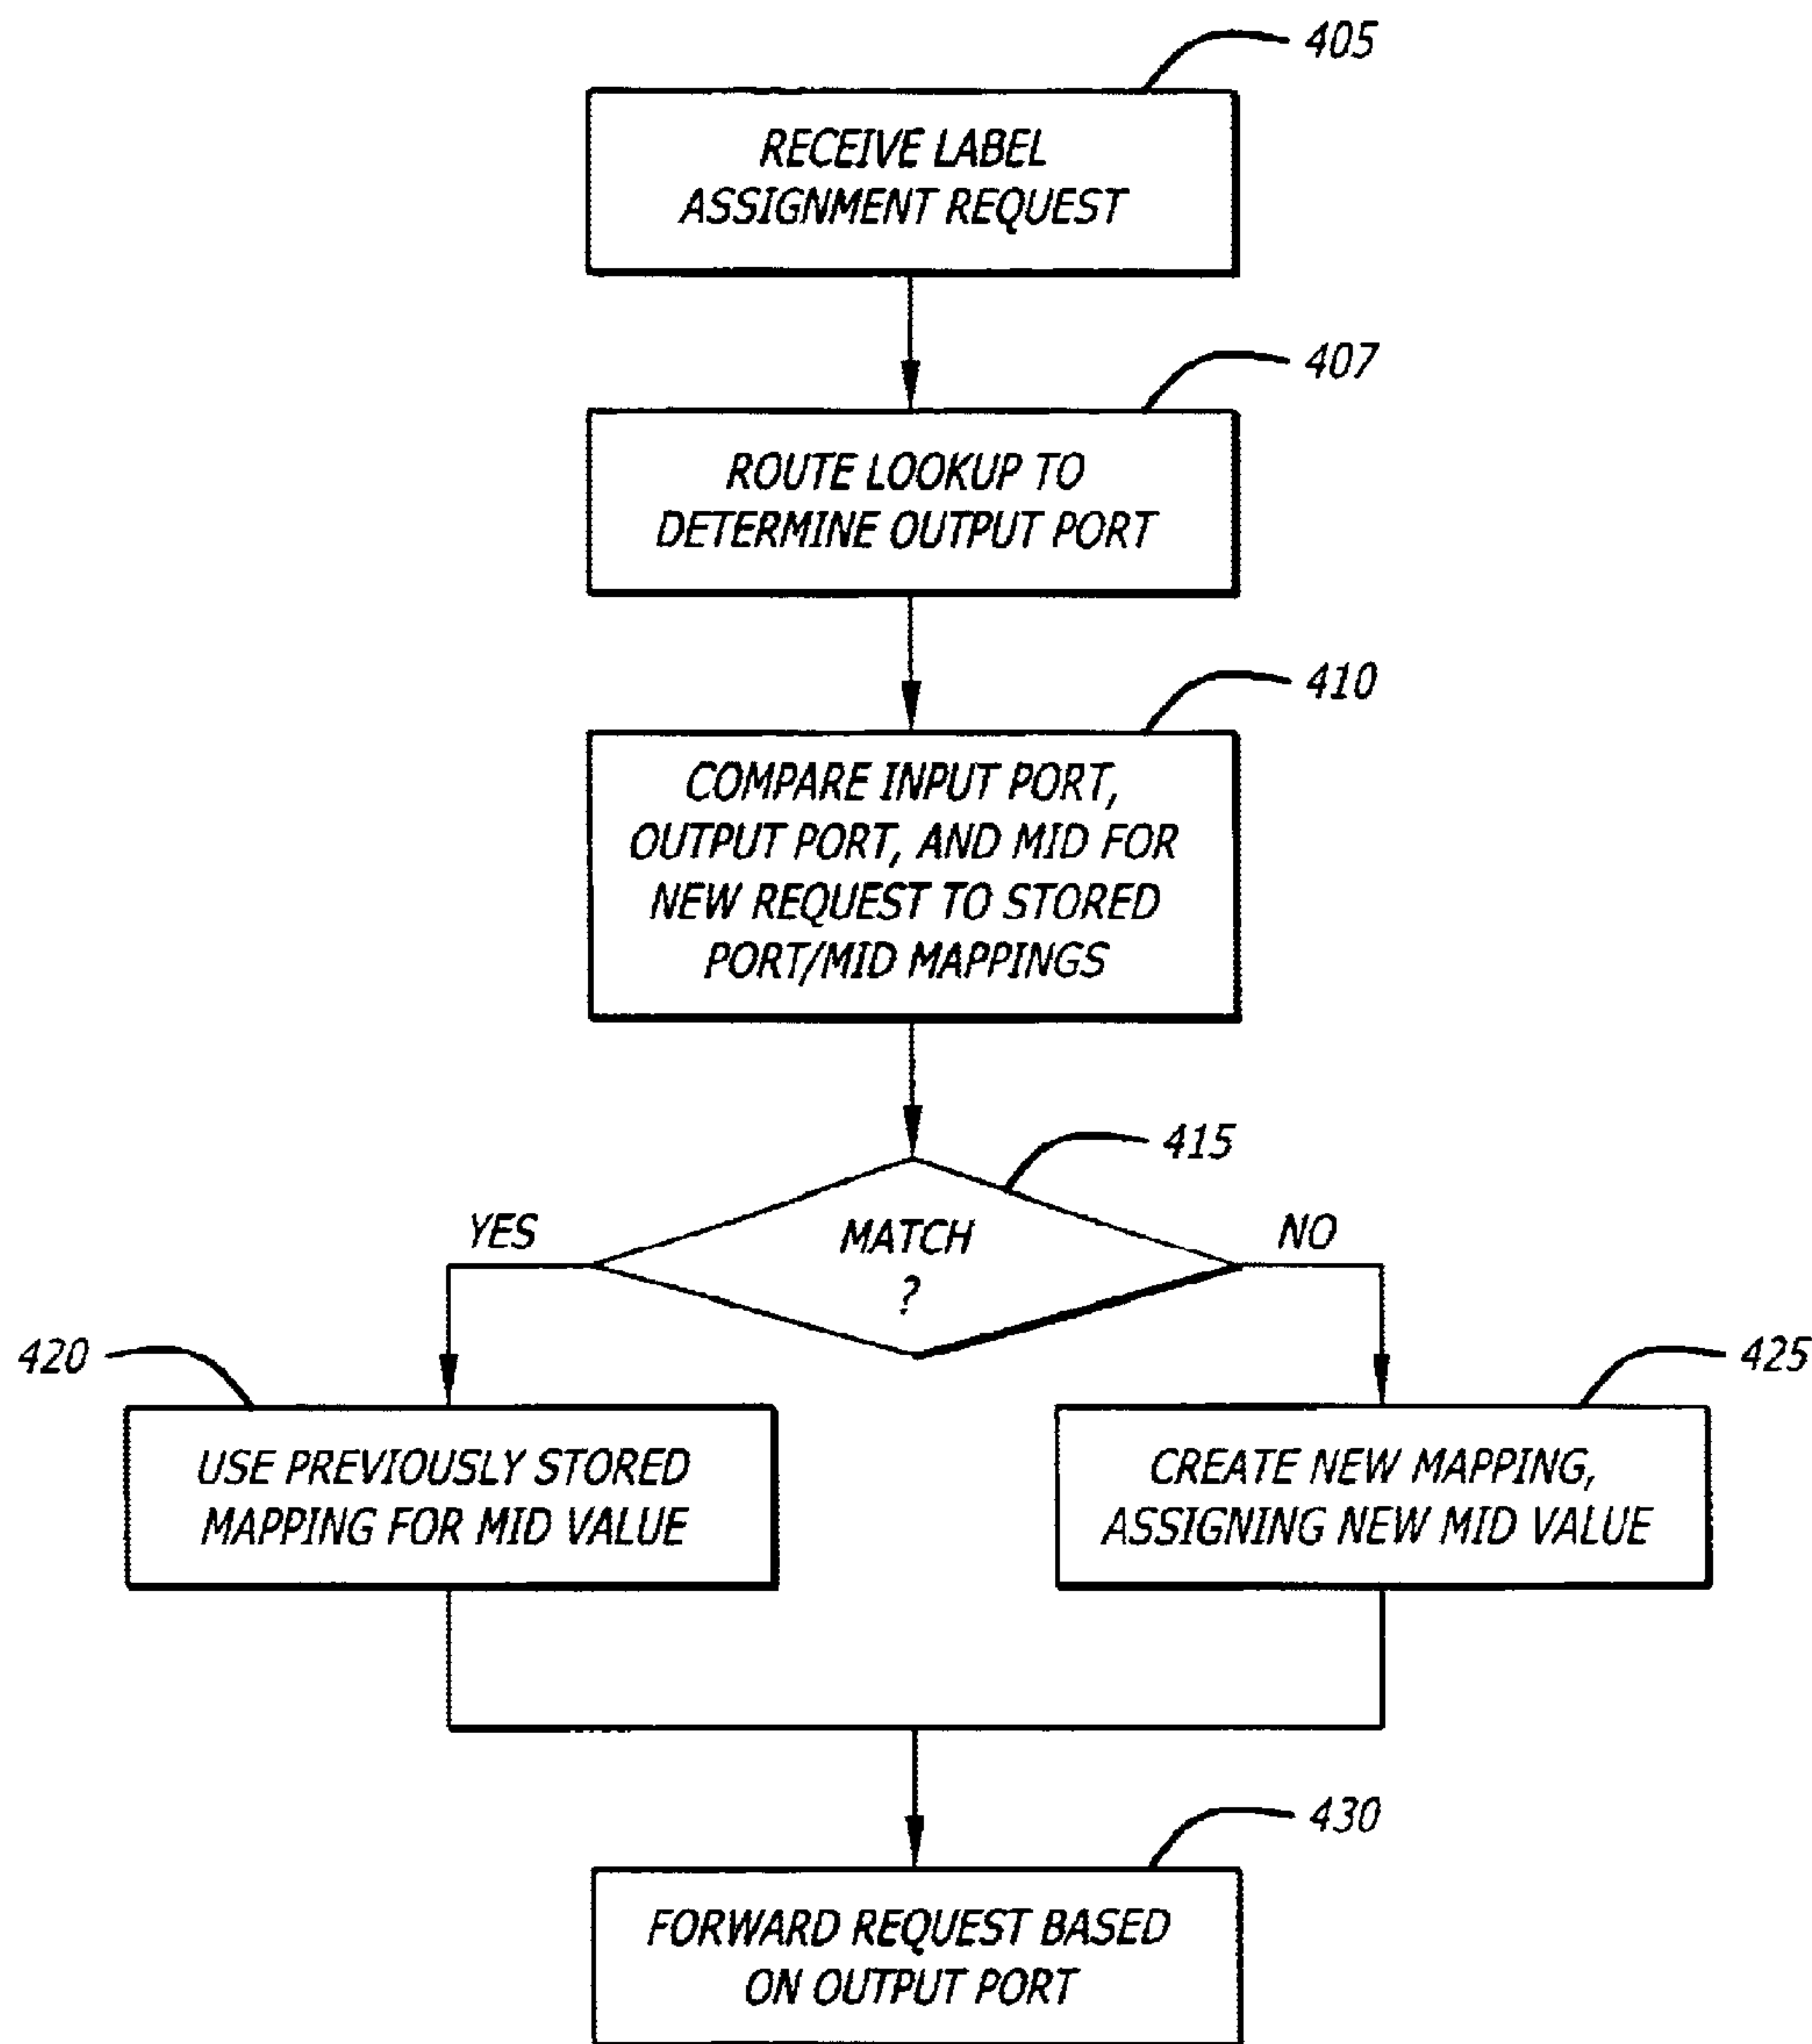 405
RECEIVE LABEL
ASSIGNMENT REQUEST
407
ROUTE LOOKUP TO
DETERMINE OUTPUT PORT
410
COMPARE INPUT PORT,
OUTPUT PORT, AND MID FOR
NEW REQUEST TO STORED
PORT/MID MAPPINGS
415
YES
MATCH
?
NO
420
USE PREVIOUSLY STORED
MAPPING FOR MID VALUE
425
CREATE NEW MAPPING,
ASSIGNING NEW MID VALUE
430
FORWARD REQUEST BASED
ON OUTPUT PORT